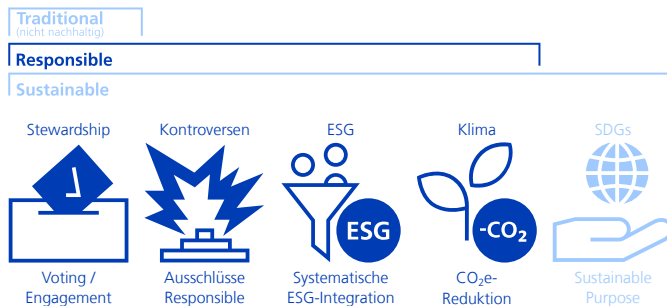 Traditional
(nicht nachhaltig)
Responsible
Sustainable
Stewardship
Kontroversen
ESG
Klima
SDGs
ESG
-CO₂
Voting /
Engagement
Ausschlüsse
Responsible
Systematische
ESG-Integration
CO₂e-
Reduktion
Sustainable
Purpose